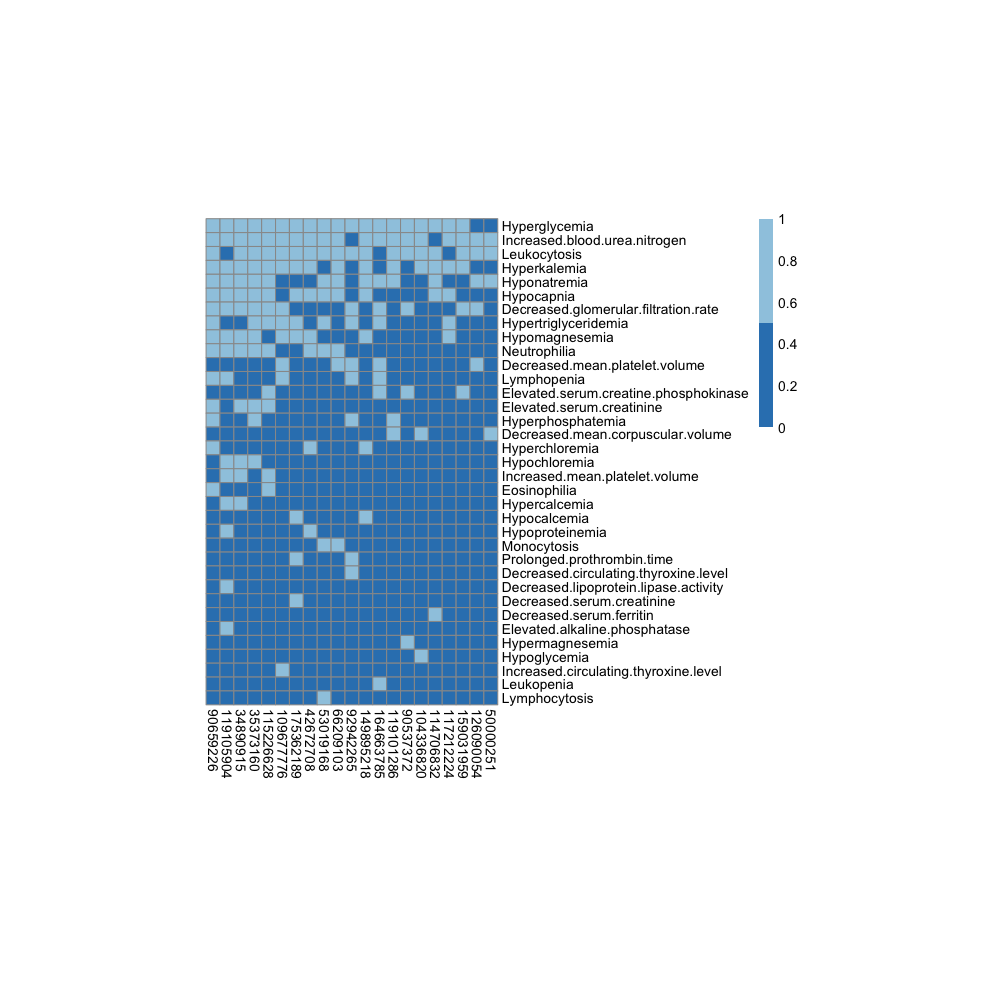 Hyperglycemia
Increased.blood.urea.nitrogen
Leukocytosis
Hyperkalemia
Hyponatremia
Hypocapnia
Decreased.glomerular.filtration.rate
Hypertriglyceridemia
Hypomagnesemia
Neutrophilia
Decreased.mean.platelet.volume
Lymphopenia
Elevated.serum.creatine.phosphokinase
Elevated.serum.creatinine
Hyperphosphatemia
Decreased.mean.corpuscular.volume
Hyperchloremia
Hypochloremia
Increased.mean.platelet.volume
Eosinophilia
Hypercalcemia
Hypocalcemia
Hypoproteinemia
Monocytosis
Prolonged.prothrombin.time
Decreased.circulating.thyroxine.level
Decreased.lipoprotein.lipase.activity
Decreased.serum.creatinine
Decreased.serum.ferritin
Elevated.alkaline.phosphatase
Hypermagnesemia
Hypoglycemia
Increased.circulating.thyroxine.level
Leukopenia
Lymphocytosis
1
0.8
0.6
0.4
0.2
0
90659226
119105904
34890915
35373160
115226628
109677776
175362189
42672708
53019168
66209103
92942265
149895218
164663785
119101286
90537372
104336820
114706832
117212224
159031959
126090054
50000251